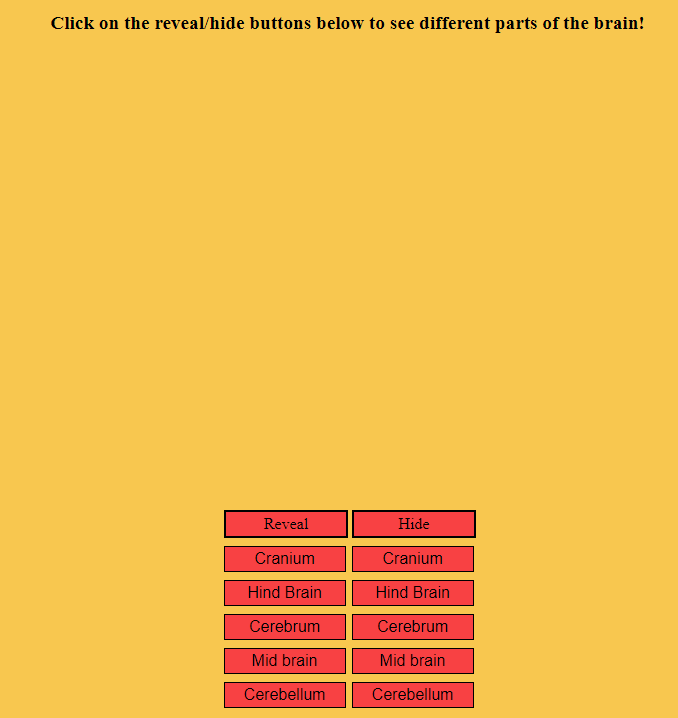 Click on the reveal/hide buttons below to see different parts of the brain!
Reveal Hide
Cranium Cranium
Hind Brain Hind Brain
Cerebrum Cerebrum
Mid brain Mid brain
Cerebellum Cerebellum